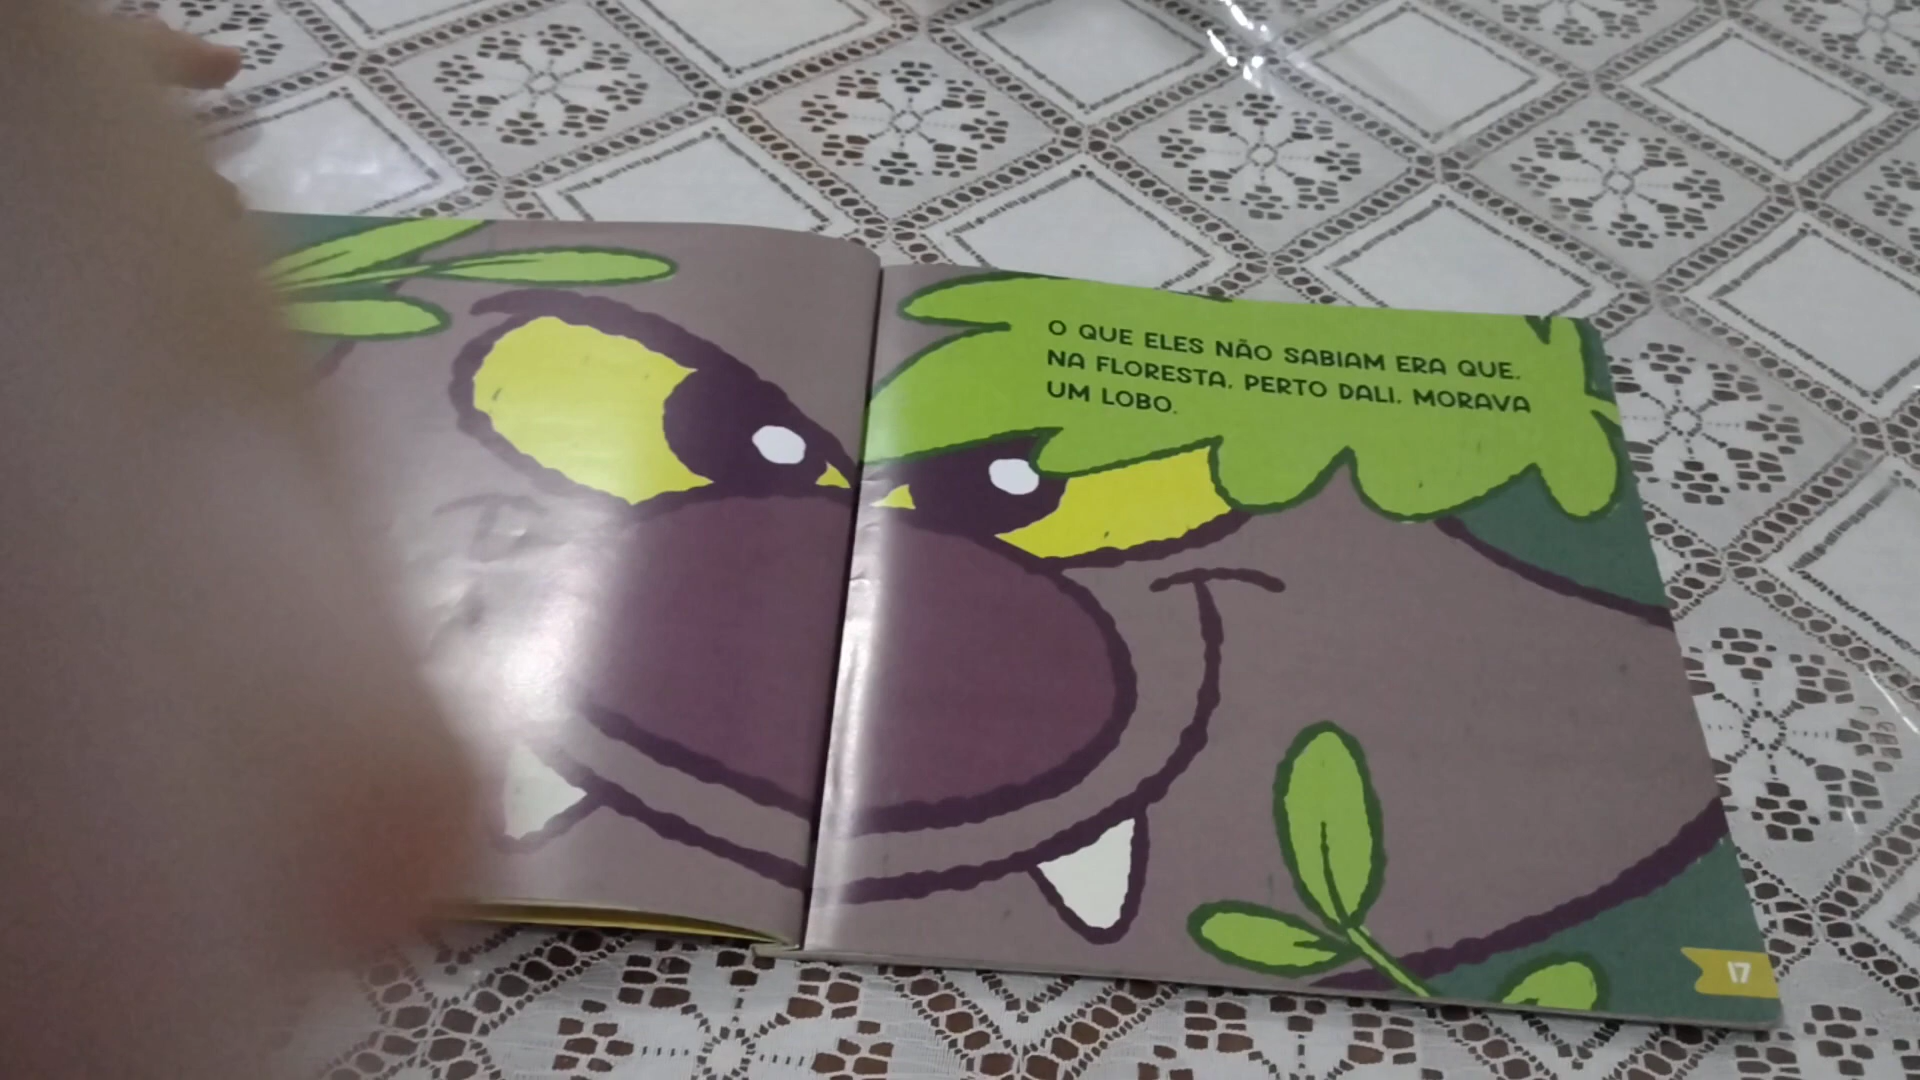 O QUE ELES NÃO SABIAM ERA QUE,
NA FLORESTA, PERTO DALI, MORAVA
UM LOBO.
17